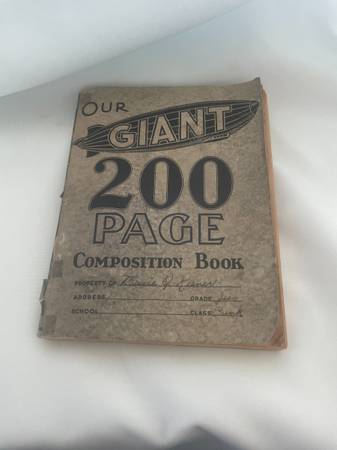 OUR
GIANT
200
PAGE
COMPOSITION BOOK
PROPERTY OF
ADDRESS GRADE
SCHOOL CLASS